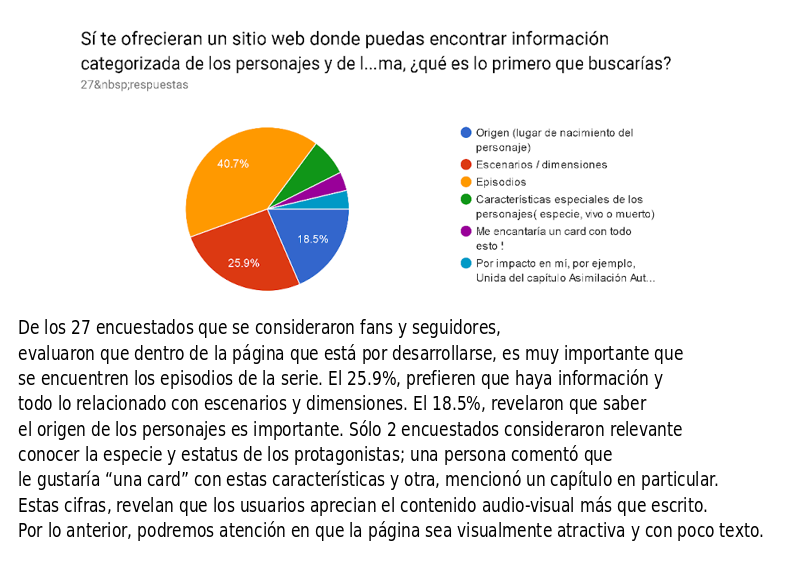 Sí te ofrecieran un sitio web donde puedas encontrar información
categorizada de los personajes y de l...ma, ¿qué es lo primero que buscarías?
27&nbsp;respuestas
40.7%
25.9%
18.5%
Origen (lugar de nacimiento del
personaje)
Escenarios / dimensiones
Episodios
Características especiales de los
personajes( especie, vivo o muerto)
Me encantaría un card con todo
esto !
Por impacto en mí, por ejemplo,
Unida del capítulo Asimilación Aut...
De los 27 encuestados que se consideraron fans y seguidores,
evaluaron que dentro de la página que está por desarrollarse, es muy importante que
se encuentren los episodios de la serie. El 25.9%, prefieren que haya información y
todo lo relacionado con escenarios y dimensiones. El 18.5%, revelaron que saber
el origen de los personajes es importante. Sólo 2 encuestados consideraron relevante
conocer la especie y estatus de los protagonistas; una persona comentó que
le gustaría “una card” con estas características y otra, mencionó un capítulo en particular.
Estas cifras, revelan que los usuarios aprecian el contenido audio-visual más que escrito.
Por lo anterior, podremos atención en que la página sea visualmente atractiva y con poco texto.